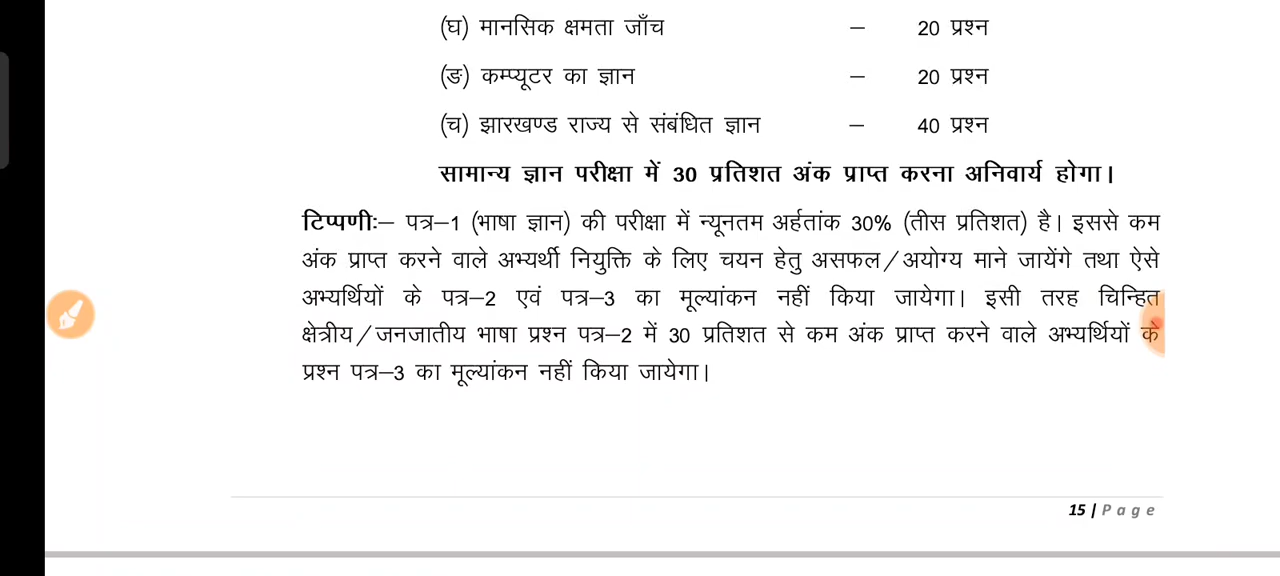 (घ) मानसिक क्षमता जाँच – 20 प्रश्न
(ङ) कम्प्यूटर का ज्ञान – 20 प्रश्न
(च) झारखण्ड राज्य से संबंधित ज्ञान – 40 प्रश्न
सामान्य ज्ञान परीक्षा में 30 प्रतिशत अंक प्राप्त करना अनिवार्य होगा।
टिप्पणीः– पत्र–1 (भाषा ज्ञान) की परीक्षा में न्यूनतम अर्हतांक 30% (तीस प्रतिशत) है। इससे कम
अंक प्राप्त करने वाले अभ्यर्थी नियुक्ति के लिए चयन हेतु असफल/अयोग्य माने जायेंगे तथा ऐसे
अभ्यर्थियों के पत्र–2 एवं पत्र–3 का मूल्यांकन नहीं किया जायेगा। इसी तरह चिन्हित
क्षेत्रीय/जनजातीय भाषा प्रश्न पत्र–2 में 30 प्रतिशत से कम अंक प्राप्त करने वाले अभ्यर्थियों के
प्रश्न पत्र–3 का मूल्यांकन नहीं किया जायेगा।
15 | Page